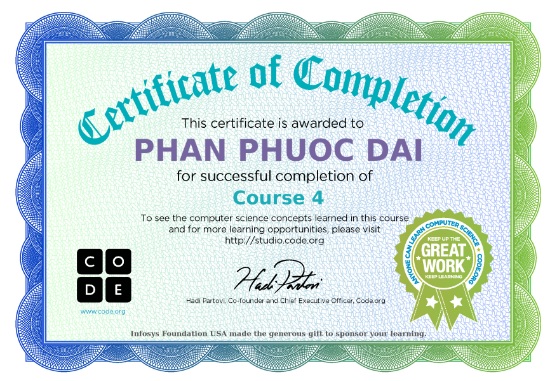 Certificate of Completion
This certificate is awarded to
PHAN PHUOC DAI
for successful completion of
Course 4
To see the computer science concepts learned in this course
and for more learning opportunities, please visit
http://studio.code.org
C O
D E
www.code.org
Hadi Partovi
Hadi Partovi, Co-founder and Chief Executive Officer, Code.org
ANYONE CAN LEARN COMPUTER SCIENCE • CODE.ORG
KEEP UP THE
GREAT
WORK
KEEP LEARNING
Infosys Foundation USA made the generous gift to sponsor your learning.